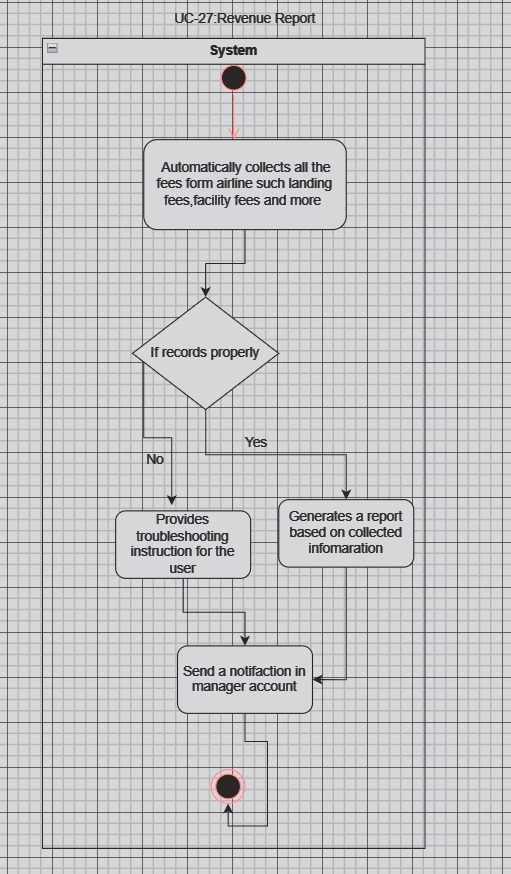 UC-27:Revenue Report
System
Automatically collects all the
fees form airline such landing
fees,facility fees and more
If records properly
Yes
No
Provides
troubleshooting
instruction for the
user
Generates a report
based on collected
infomaration
Send a notifaction in
manager account